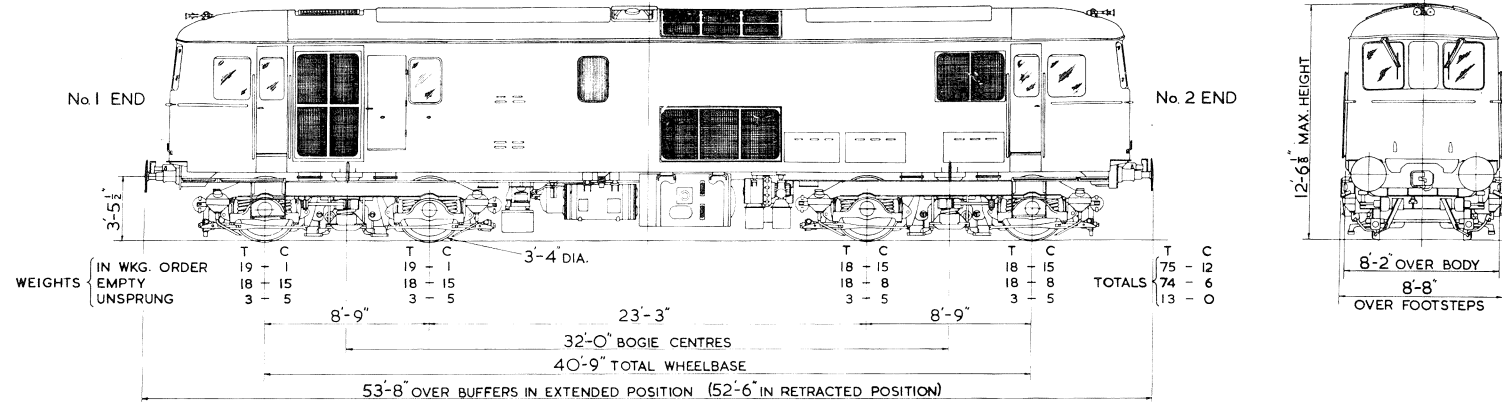 No. 1 END
No. 2 END
12'-6 1/8" MAX. HEIGHT
3'-5 1/2"
3'-4" DIA.
T C T C T C T C T C
WEIGHTS { IN WKG. ORDER 19 - 1 19 - 1 18 - 15 18 - 15 TOTALS { 75 - 12
EMPTY 18 - 15 18 - 15 18 - 8 18 - 8 74 - 6
UNSPRUNG 3 - 5 3 - 5 3 - 5 3 - 5 13 - 0
8'-2" OVER BODY
8'-8"
OVER FOOTSTEPS
8'-9" 23'-3" 8'-9"
32'-0" BOGIE CENTRES
40'-9" TOTAL WHEELBASE
53'-8" OVER BUFFERS IN EXTENDED POSITION (52'-6" IN RETRACTED POSITION)